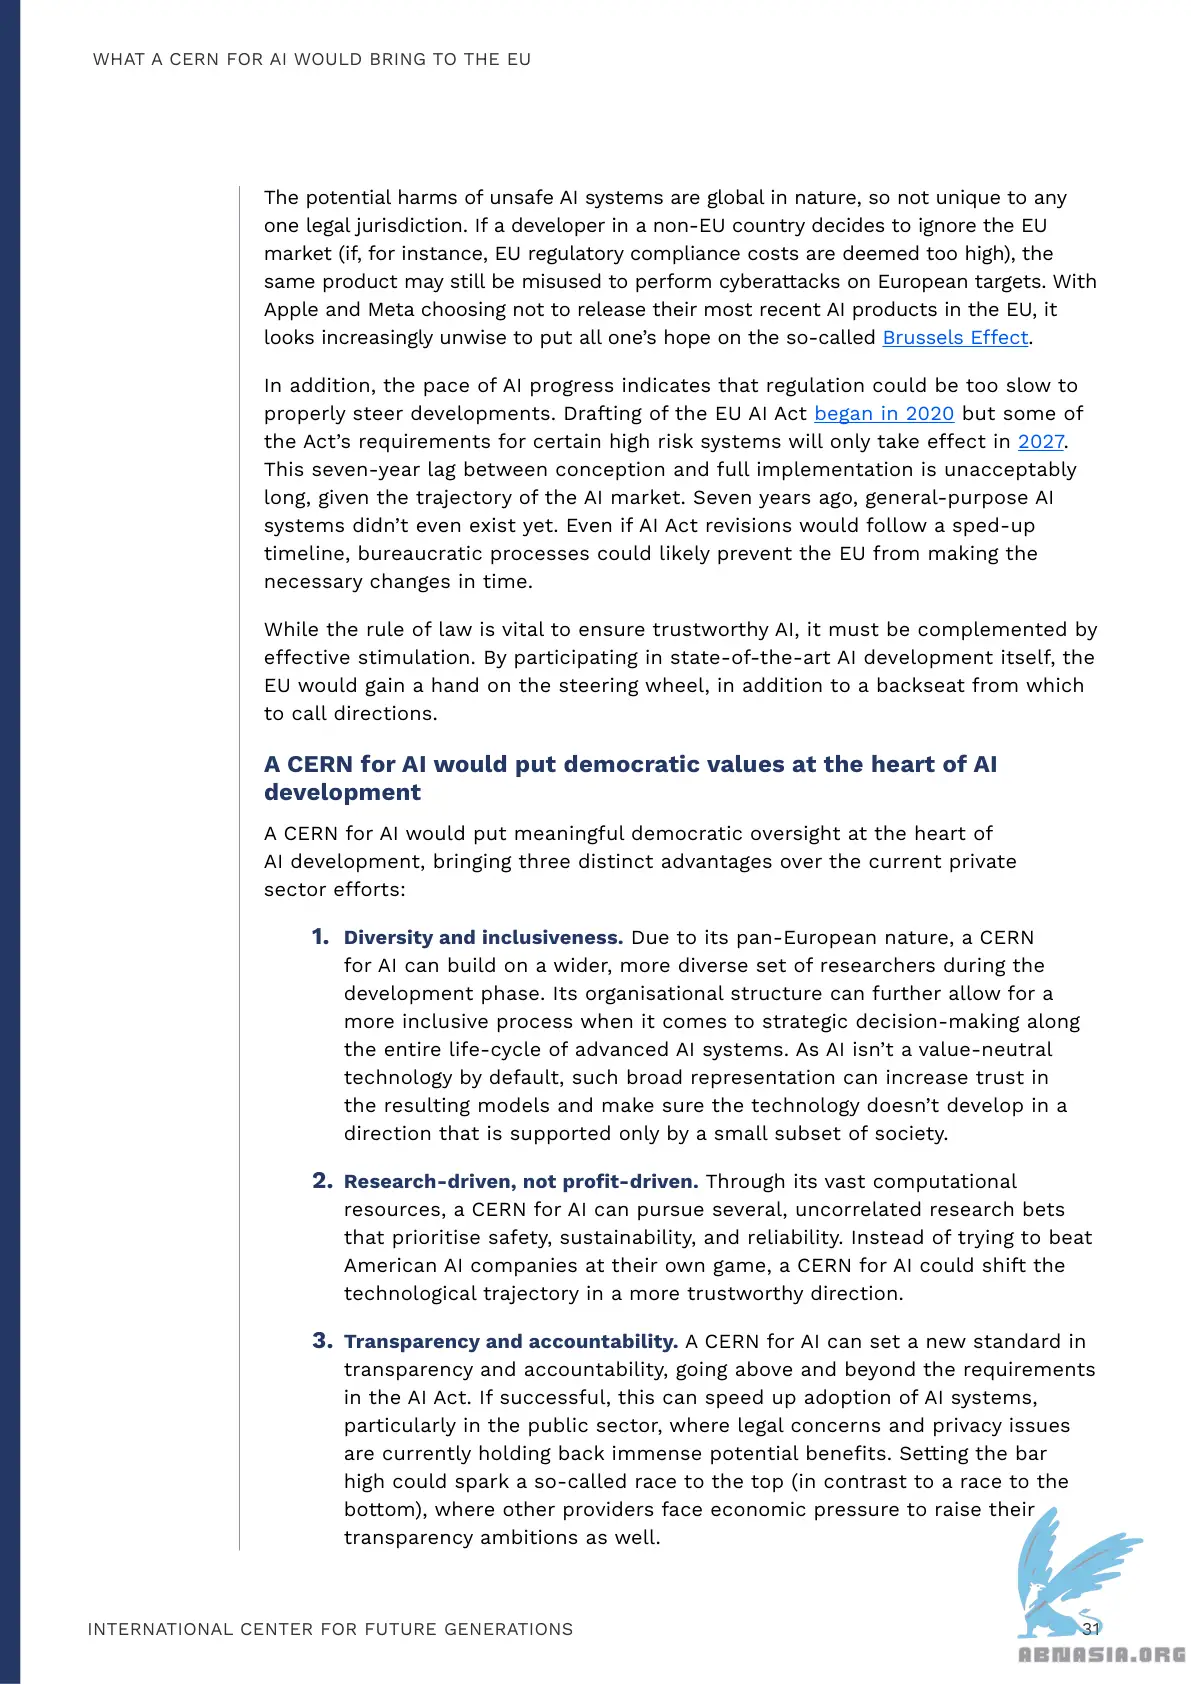 WHAT A CERN FOR AI WOULD BRING TO THE EU
The potential harms of unsafe AI systems are global in nature, so not unique to any
one legal jurisdiction. If a developer in a non-EU country decides to ignore the EU
market (if, for instance, EU regulatory compliance costs are deemed too high), the
same product may still be misused to perform cyberattacks on European targets. With
Apple and Meta choosing not to release their most recent AI products in the EU, it
looks increasingly unwise to put all one’s hope on the so-called Brussels Effect.
In addition, the pace of AI progress indicates that regulation could be too slow to
properly steer developments. Drafting of the EU AI Act began in 2020 but some of
the Act’s requirements for certain high risk systems will only take effect in 2027.
This seven-year lag between conception and full implementation is unacceptably
long, given the trajectory of the AI market. Seven years ago, general-purpose AI
systems didn’t even exist yet. Even if AI Act revisions would follow a sped-up
timeline, bureaucratic processes could likely prevent the EU from making the
necessary changes in time.
While the rule of law is vital to ensure trustworthy AI, it must be complemented by
effective stimulation. By participating in state-of-the-art AI development itself, the
EU would gain a hand on the steering wheel, in addition to a backseat from which
to call directions.
A CERN for AI would put democratic values at the heart of AI
development
A CERN for AI would put meaningful democratic oversight at the heart of
AI development, bringing three distinct advantages over the current private
sector efforts:
1. Diversity and inclusiveness. Due to its pan-European nature, a CERN
for AI can build on a wider, more diverse set of researchers during the
development phase. Its organisational structure can further allow for a
more inclusive process when it comes to strategic decision-making along
the entire life-cycle of advanced AI systems. As AI isn’t a value-neutral
technology by default, such broad representation can increase trust in
the resulting models and make sure the technology doesn’t develop in a
direction that is supported only by a small subset of society.
2. Research-driven, not profit-driven. Through its vast computational
resources, a CERN for AI can pursue several, uncorrelated research bets
that prioritise safety, sustainability, and reliability. Instead of trying to beat
American AI companies at their own game, a CERN for AI could shift the
technological trajectory in a more trustworthy direction.
3. Transparency and accountability. A CERN for AI can set a new standard in
transparency and accountability, going above and beyond the requirements
in the AI Act. If successful, this can speed up adoption of AI systems,
particularly in the public sector, where legal concerns and privacy issues
are currently holding back immense potential benefits. Setting the bar
high could spark a so-called race to the top (in contrast to a race to the
bottom), where other providers face economic pressure to raise their
transparency ambitions as well.
INTERNATIONAL CENTER FOR FUTURE GENERATIONS
31
ABNASIA.ORG